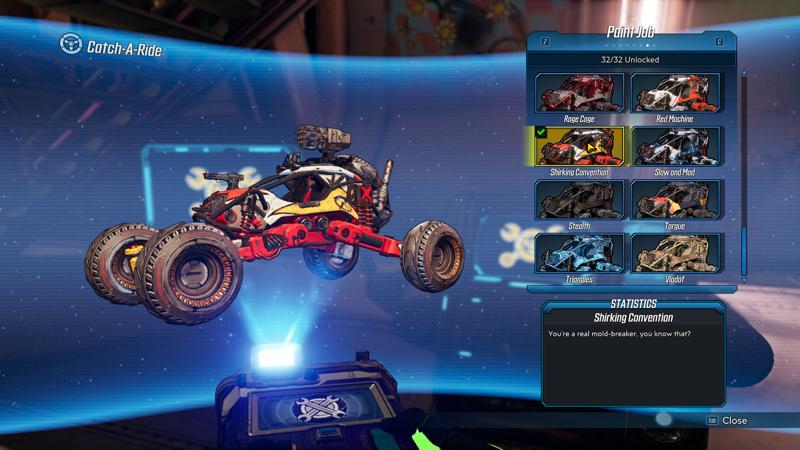 Catch-A-Ride
Paint Job
32/32 Unlocked
Rage Cage
Red Machine
Shirking Convention
Slow and Mad
Stealth
Torgue
Triangles
Vladof
STATISTICS
Shirking Convention
You're a real mold-breaker, you know that?
Tab Close